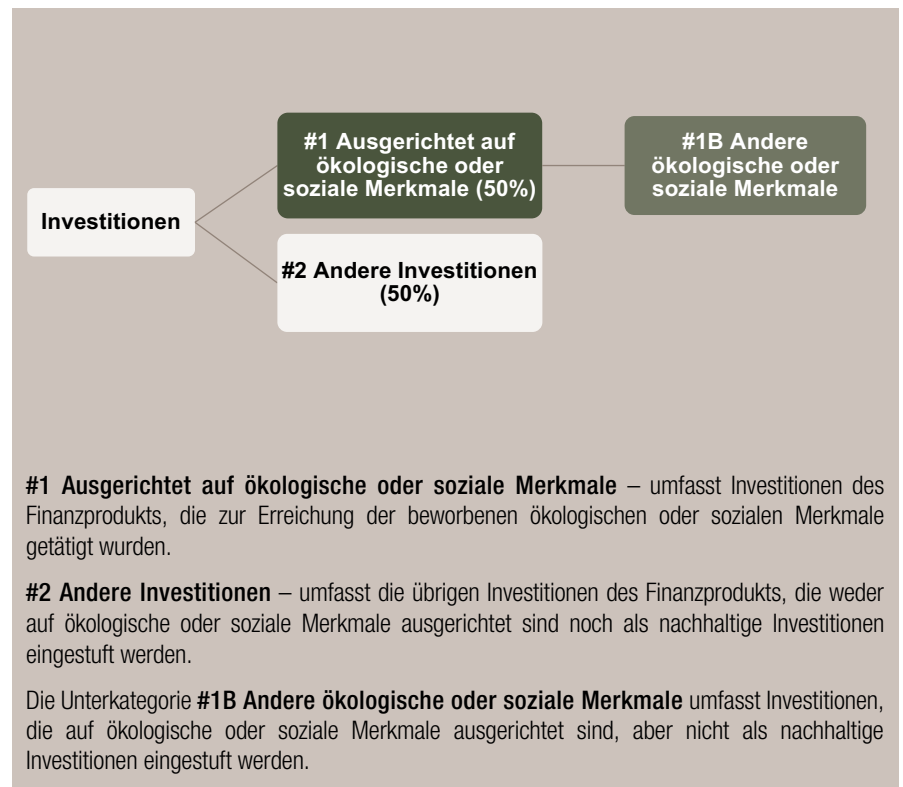 #1 Ausgerichtet auf
ökologische oder
soziale Merkmale (50%)
#1B Andere
ökologische oder
soziale Merkmale
Investitionen
#2 Andere Investitionen
(50%)
#1 Ausgerichtet auf ökologische oder soziale Merkmale – umfasst Investitionen des
Finanzprodukts, die zur Erreichung der beworbenen ökologischen oder sozialen Merkmale
getätigt wurden.
#2 Andere Investitionen – umfasst die übrigen Investitionen des Finanzprodukts, die weder
auf ökologische oder soziale Merkmale ausgerichtet sind noch als nachhaltige Investitionen
eingestuft werden.
Die Unterkategorie #1B Andere ökologische oder soziale Merkmale umfasst Investitionen,
die auf ökologische oder soziale Merkmale ausgerichtet sind, aber nicht als nachhaltige
Investitionen eingestuft werden.